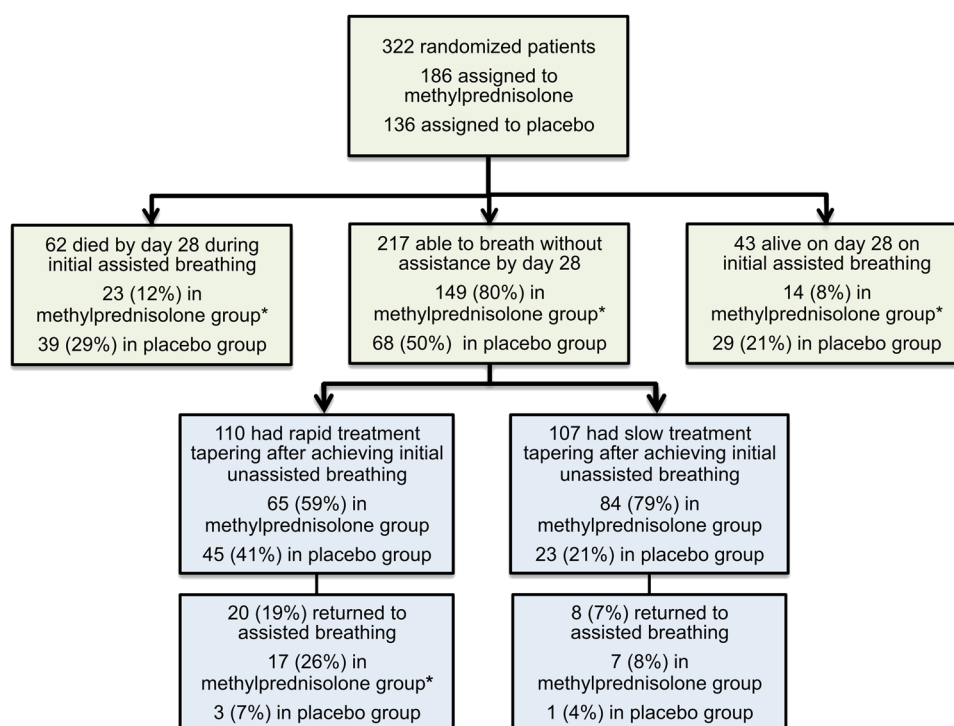 322 randomized patients
186 assigned to
methylprednisolone
136 assigned to placebo
62 died by day 28 during
initial assisted breathing
23 (12%) in
methylprednisolone group*
39 (29%) in placebo group
217 able to breath without
assistance by day 28
149 (80%) in
methylprednisolone group*
68 (50%) in placebo group
43 alive on day 28 on
initial assisted breathing
14 (8%) in
methylprednisolone group*
29 (21%) in placebo group
110 had rapid treatment
tapering after achieving initial
unassisted breathing
65 (59%) in
methylprednisolone group
45 (41%) in placebo group
107 had slow treatment
tapering after achieving initial
unassisted breathing
84 (79%) in
methylprednisolone group
23 (21%) in placebo group
20 (19%) returned to
assisted breathing
17 (26%) in
methylprednisolone group*
3 (7%) in placebo group
8 (7%) returned to
assisted breathing
7 (8%) in
methylprednisolone group
1 (4%) in placebo group